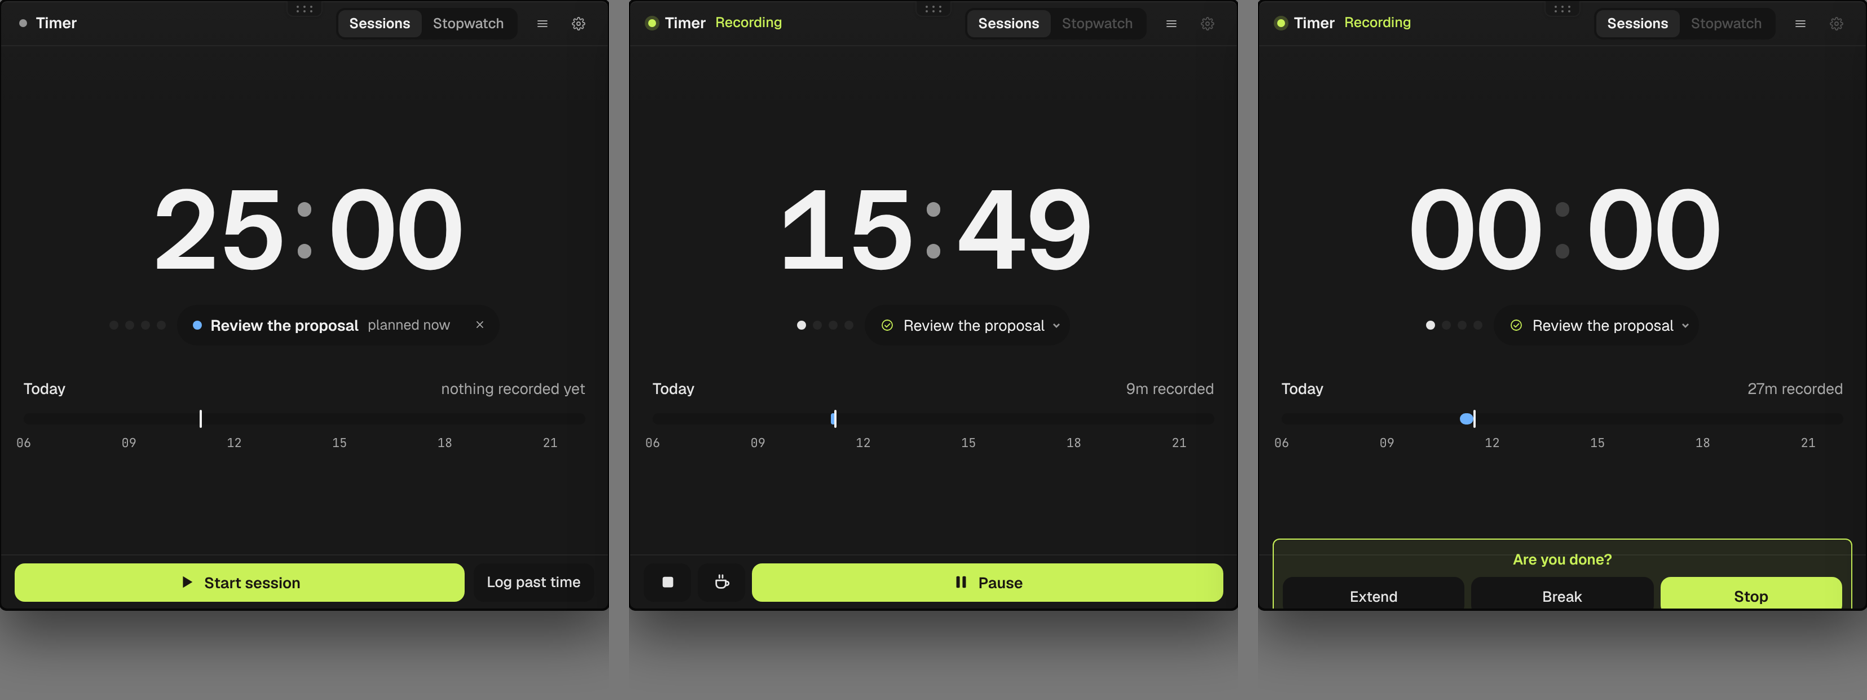 Timer
Sessions Stopwatch
25:00
Review the proposal planned now
Today nothing recorded yet
06 09 12 15 18 21
Start session
Log past time
Timer Recording
Sessions Stopwatch
15:49
Review the proposal
Today 9m recorded
06 09 12 15 18 21
Pause
Timer Recording
Sessions Stopwatch
00:00
Review the proposal
Today 27m recorded
06 09 12 15 18 21
Are you done?
Extend Break Stop